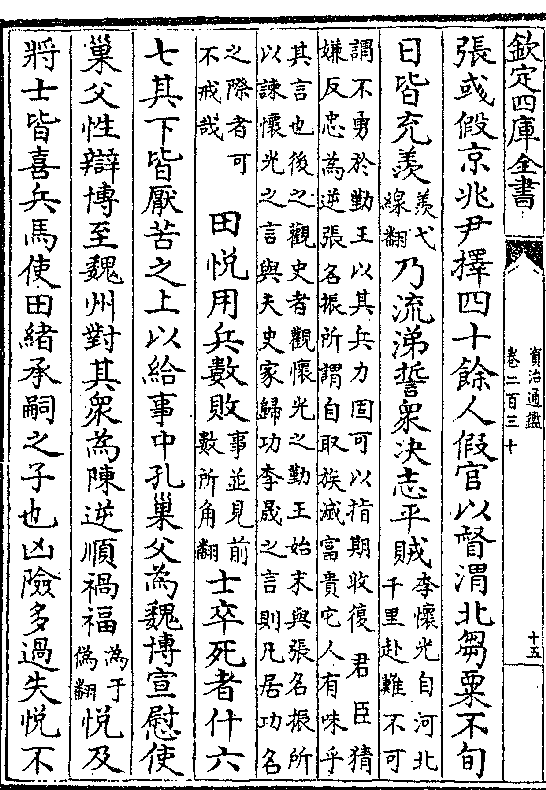 欽定四庫全書
資治通鑑
卷二百三十
十五
張彧假京兆尹擇四十餘人假官以督渭北芻粟不旬
日皆充羨羨弋線翻乃流涕誓衆决志平賊李懷光自河北千里赴難不可
謂不勇於勤王以其兵力固可以指期收復君臣猜
嫌反忠為逆張名振所謂自取族滅富貴它人有味乎
其言也後之觀史者觀懷光之勤王始末與張名振所
以諫懷光之言與夫史家歸功李晟之言則凡居功名
之際者可不戒哉 田悅用兵數敗事並見前數所角翻士卒死者什六
七其下皆厭苦之上以給事中孔巢父為魏博宣慰使
巢父性辯博至魏州對其衆為陳逆順禍福為于偽翻悅及
將士皆喜兵馬使田緒承嗣之子也凶險多過失悅不